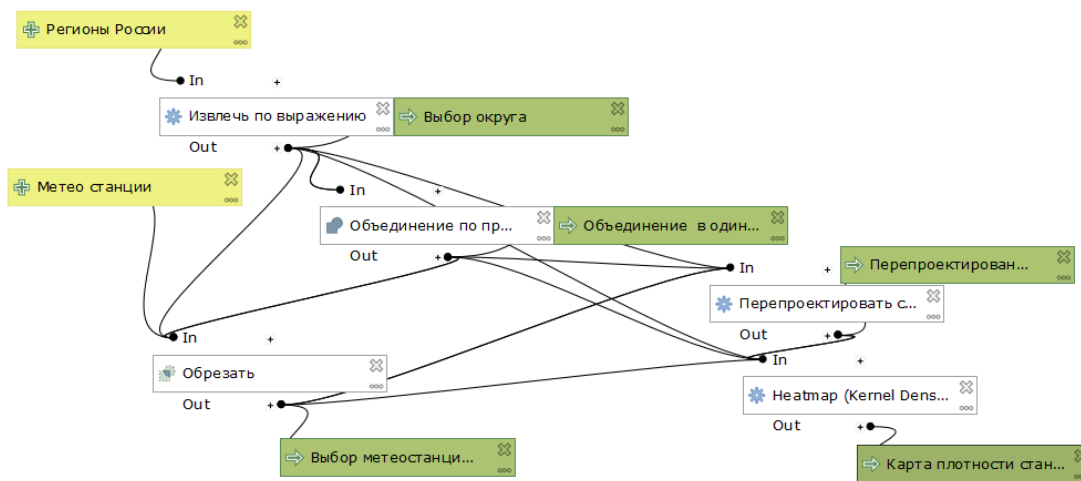 Регионы России
In
Извлечь по выражению
Выбор округа
Out
Метео станции
In
Объединение по пр...
Объединение в один...
Out
In
Перепроектирован...
Перепроектировать с...
In
Out
In
Обрезать
Heatmap (Kernel Dens...
Out
Out
Выбор метеостанци...
Карта плотности стан...